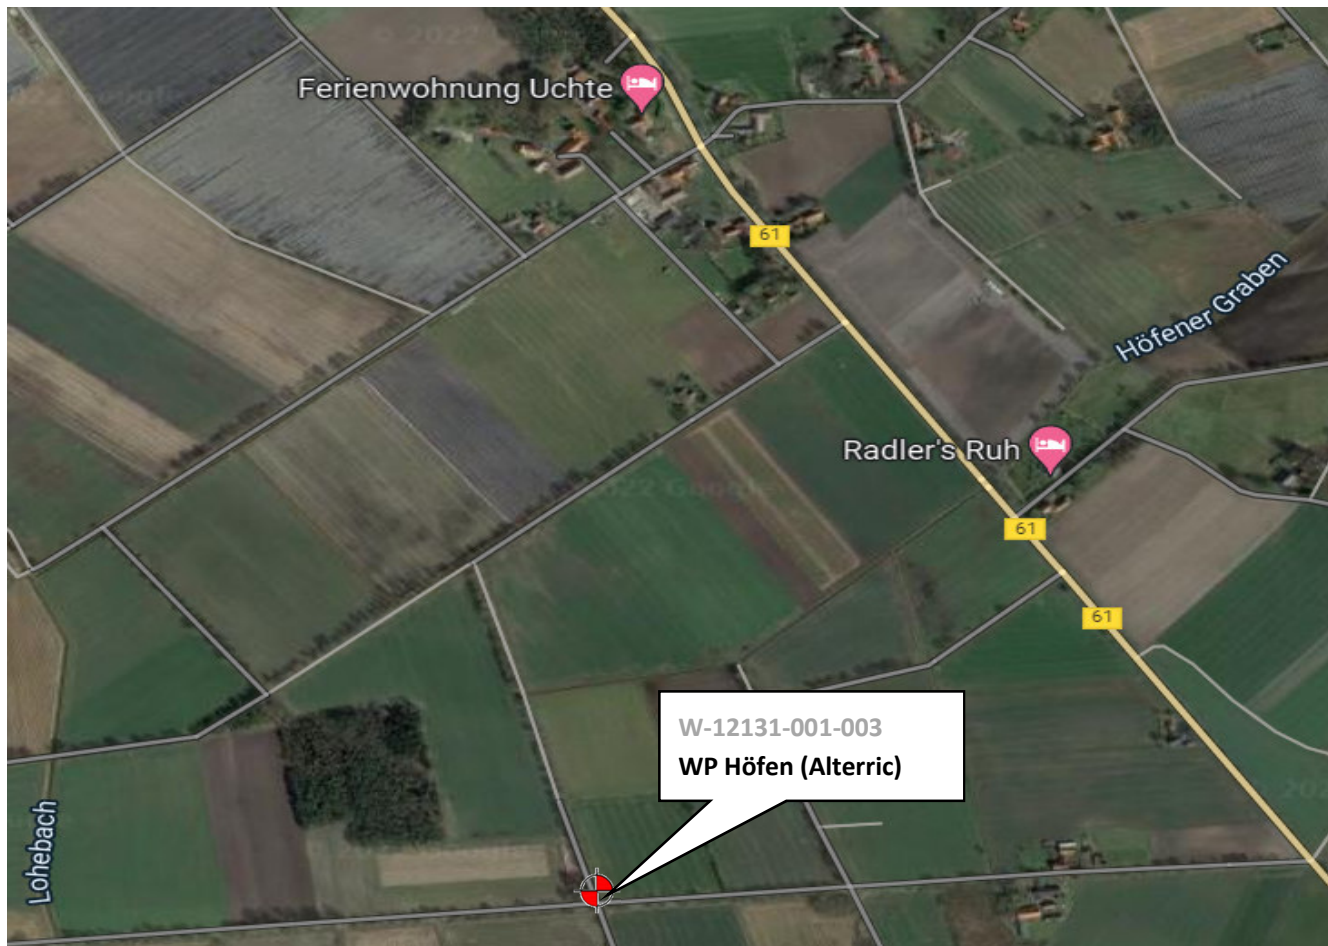 Ferienwohnung Uchte
61
Höfener Graben
Radler's Ruh
61
61
W-12131-001-003
WP Höfen (Alterric)
Lohebach